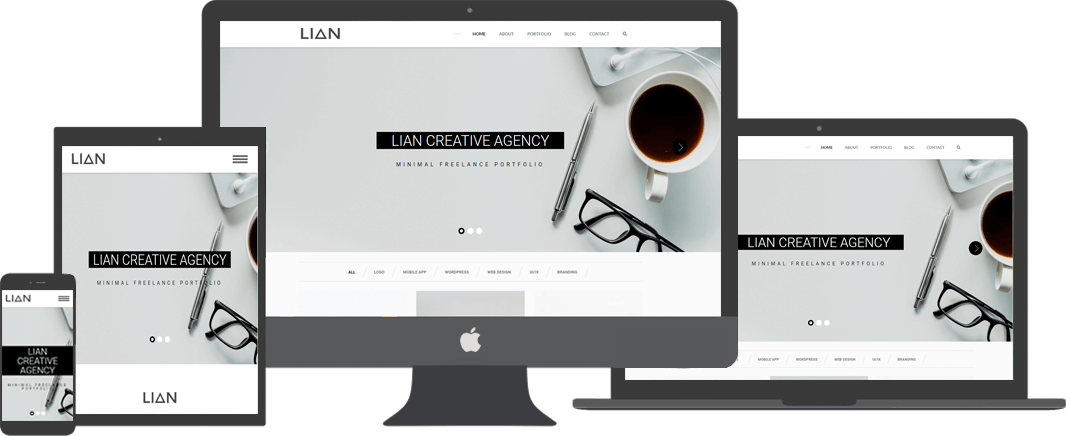 LIAN
HOME ABOUT PORTFOLIO BLOG CONTACT
LIAN CREATIVE AGENCY
MINIMAL FREELANCE PORTFOLIO
ALL LOGO MOBILE APP WORDPRESS WEB DESIGN UI/UX BRANDING
LIAN
LIAN CREATIVE AGENCY
MINIMAL FREELANCE PORTFOLIO
LIAN
LIAN
LIAN
CREATIVE
AGENCY
MINIMAL FREELANCE
PORTFOLIO
HOME ABOUT PORTFOLIO BLOG CONTACT
LIAN CREATIVE AGENCY
MINIMAL FREELANCE PORTFOLIO
MOBILE APP WORDPRESS WEB DESIGN UI/UX BRANDING